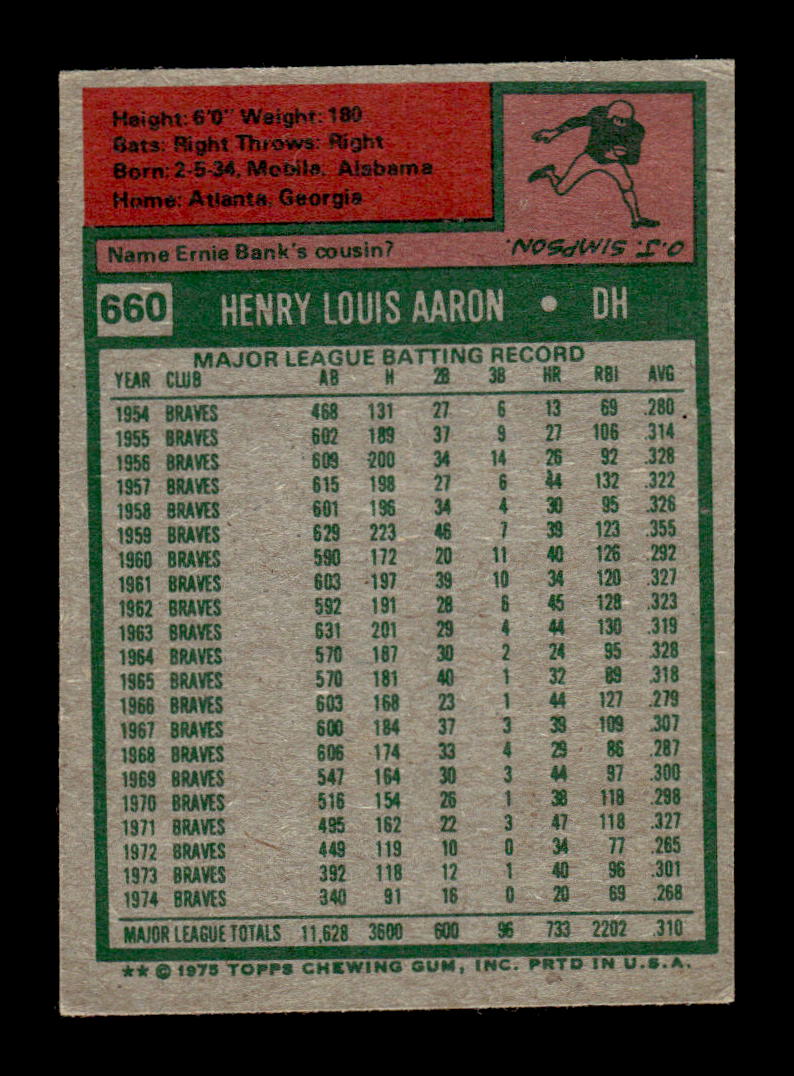 Height: 6'0" Weight: 180
Bats: Right Throws: Right
Born: 2-5-34, Mobile, Alabama
Home: Atlanta, Georgia
Name Ernie Bank's cousin?
O.J. SIMPSON.
660 HENRY LOUIS AARON • DH
MAJOR LEAGUE BATTING RECORD
YEAR CLUB AB H 2B 3B HR RBI AVG
1954 BRAVES 468 131 27 6 13 69 .280
1955 BRAVES 602 189 37 9 27 106 .314
1956 BRAVES 609 200 34 14 26 92 .328
1957 BRAVES 615 198 27 6 44 132 .322
1958 BRAVES 601 196 34 4 30 95 .326
1959 BRAVES 629 223 46 7 39 123 .355
1960 BRAVES 590 172 20 11 40 126 .292
1961 BRAVES 603 197 39 10 34 120 .327
1962 BRAVES 592 191 28 6 45 128 .323
1963 BRAVES 631 201 29 4 44 130 .319
1964 BRAVES 570 187 30 2 24 95 .328
1965 BRAVES 570 181 40 1 32 89 .318
1966 BRAVES 603 168 23 1 44 127 .279
1967 BRAVES 600 184 37 3 39 109 .307
1968 BRAVES 606 174 33 4 29 86 .287
1969 BRAVES 547 164 30 3 44 97 .300
1970 BRAVES 516 154 26 1 38 118 .298
1971 BRAVES 495 162 22 3 47 118 .327
1972 BRAVES 449 119 10 0 34 77 .265
1973 BRAVES 392 118 12 1 40 96 .301
1974 BRAVES 340 91 16 0 20 69 .268
MAJOR LEAGUE TOTALS 11,628 3600 600 96 733 2202 .310
** © 1975 TOPPS CHEWING GUM, INC. PRTD IN U.S.A.